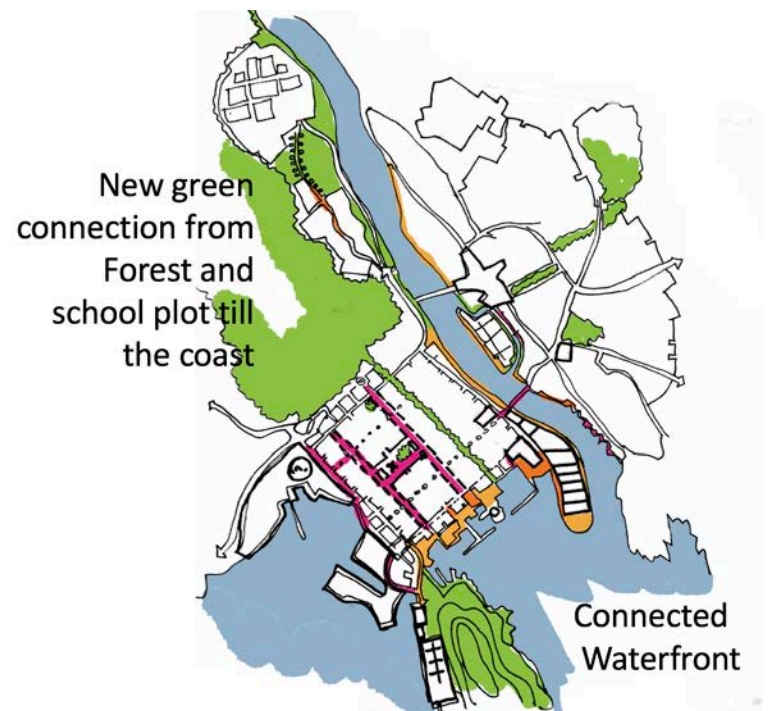 New green
connection from
Forest and
school plot till
the coast
Connected
Waterfront